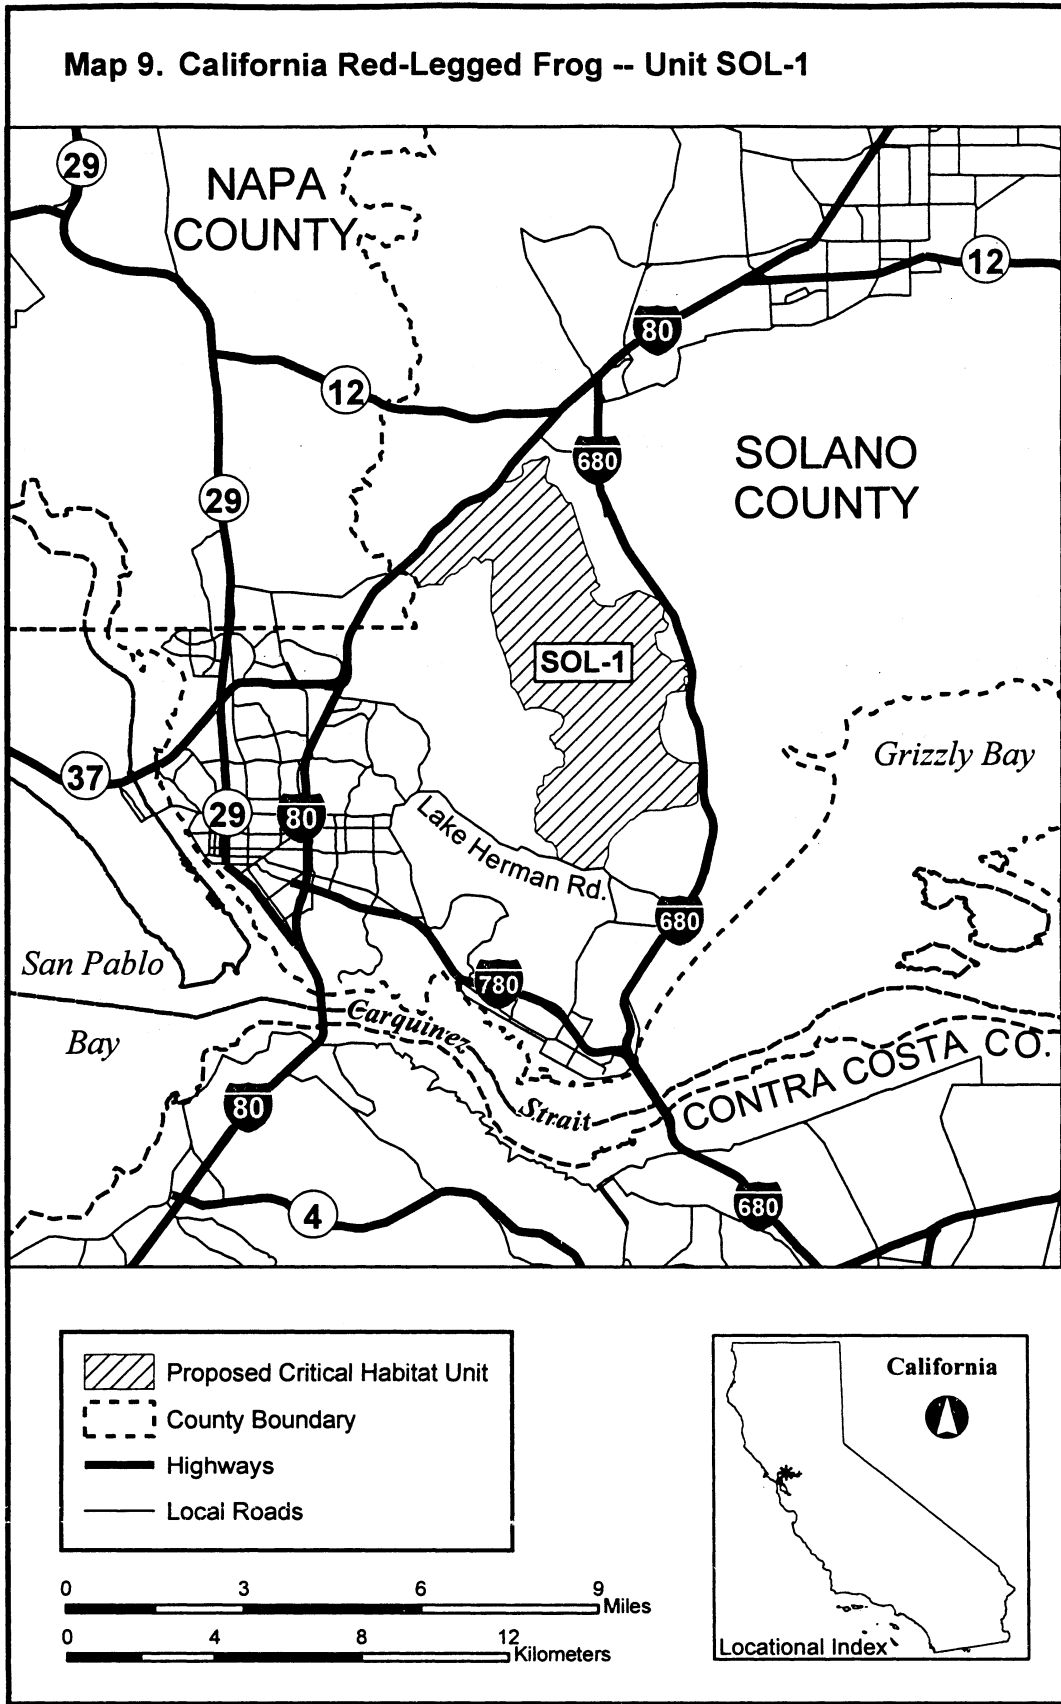 Map 9. California Red-Legged Frog -- Unit SOL-1
29
NAPA
COUNTY
12
80
12
680
SOLANO
COUNTY
29
SOL-1
Grizzly Bay
37
29
80
Lake Herman Rd.
680
San Pablo
Bay
780
Carquinez
Strait
CONTRA COSTA CO.
80
4
680
Proposed Critical Habitat Unit
County Boundary
Highways
Local Roads
California
Locational Index
0 3 6 9 Miles
0 4 8 12 Kilometers